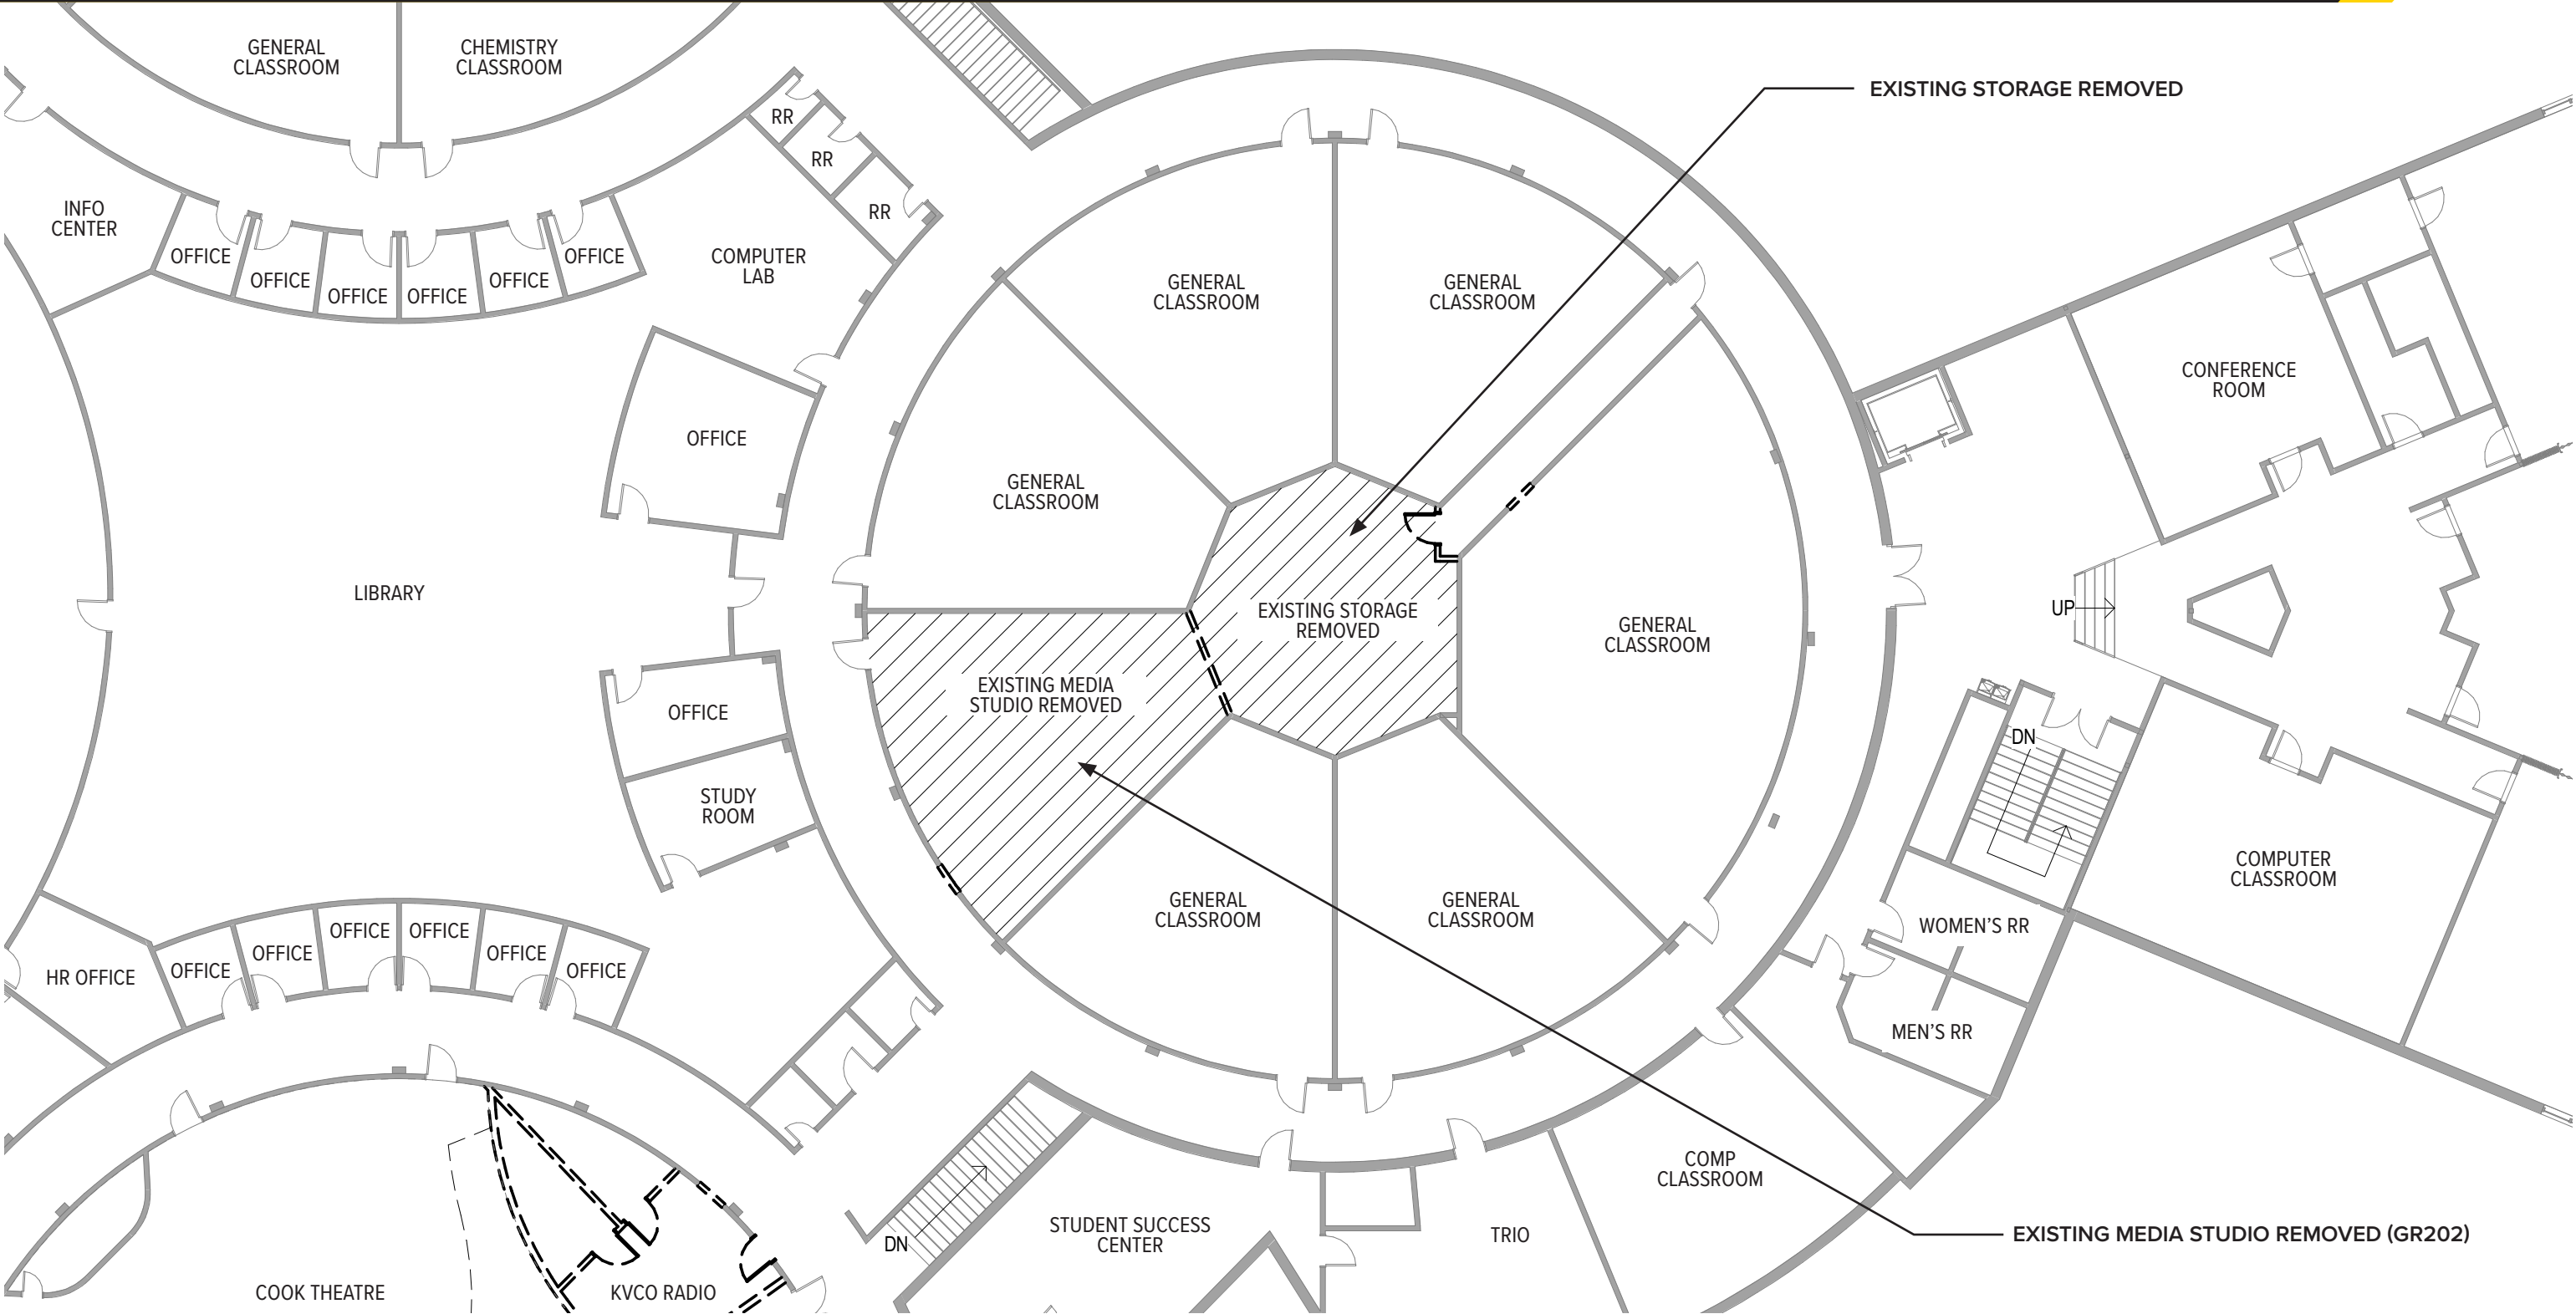 GENERAL
CLASSROOM
CHEMISTRY
CLASSROOM
EXISTING STORAGE REMOVED
RR
RR
RR
INFO
CENTER
OFFICE
OFFICE
OFFICE
OFFICE
OFFICE
OFFICE
COMPUTER
LAB
GENERAL
CLASSROOM
GENERAL
CLASSROOM
CONFERENCE
ROOM
OFFICE
GENERAL
CLASSROOM
LIBRARY
EXISTING STORAGE
REMOVED
GENERAL
CLASSROOM
UP
EXISTING MEDIA
STUDIO REMOVED
OFFICE
DN
STUDY
ROOM
COMPUTER
CLASSROOM
GENERAL
CLASSROOM
GENERAL
CLASSROOM
WOMEN'S RR
HR OFFICE
OFFICE
OFFICE
OFFICE
OFFICE
OFFICE
OFFICE
MEN'S RR
COMP
CLASSROOM
STUDENT SUCCESS
CENTER
TRIO
EXISTING MEDIA STUDIO REMOVED (GR202)
DN
COOK THEATRE
KVCO RADIO